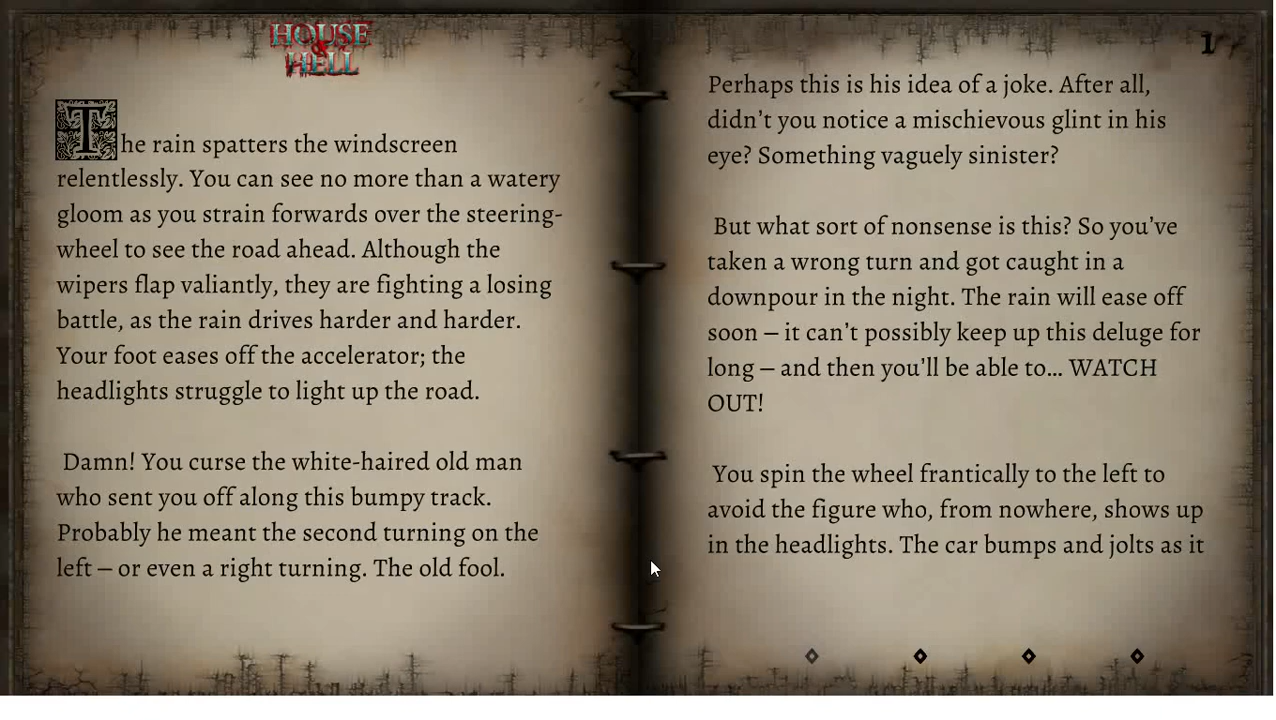 HOUSE
&
HELL
The rain spatters the windscreen
relentlessly. You can see no more than a watery
gloom as you strain forwards over the steering-
wheel to see the road ahead. Although the
wipers flap valiantly, they are fighting a losing
battle, as the rain drives harder and harder.
Your foot eases off the accelerator; the
headlights struggle to light up the road.
Damn! You curse the white-haired old man
who sent you off along this bumpy track.
Probably he meant the second turning on the
left – or even a right turning. The old fool.
1
Perhaps this is his idea of a joke. After all,
didn’t you notice a mischievous glint in his
eye? Something vaguely sinister?
But what sort of nonsense is this? So you’ve
taken a wrong turn and got caught in a
downpour in the night. The rain will ease off
soon – it can’t possibly keep up this deluge for
long – and then you’ll be able to... WATCH
OUT!
You spin the wheel frantically to the left to
avoid the figure who, from nowhere, shows up
in the headlights. The car bumps and jolts as it